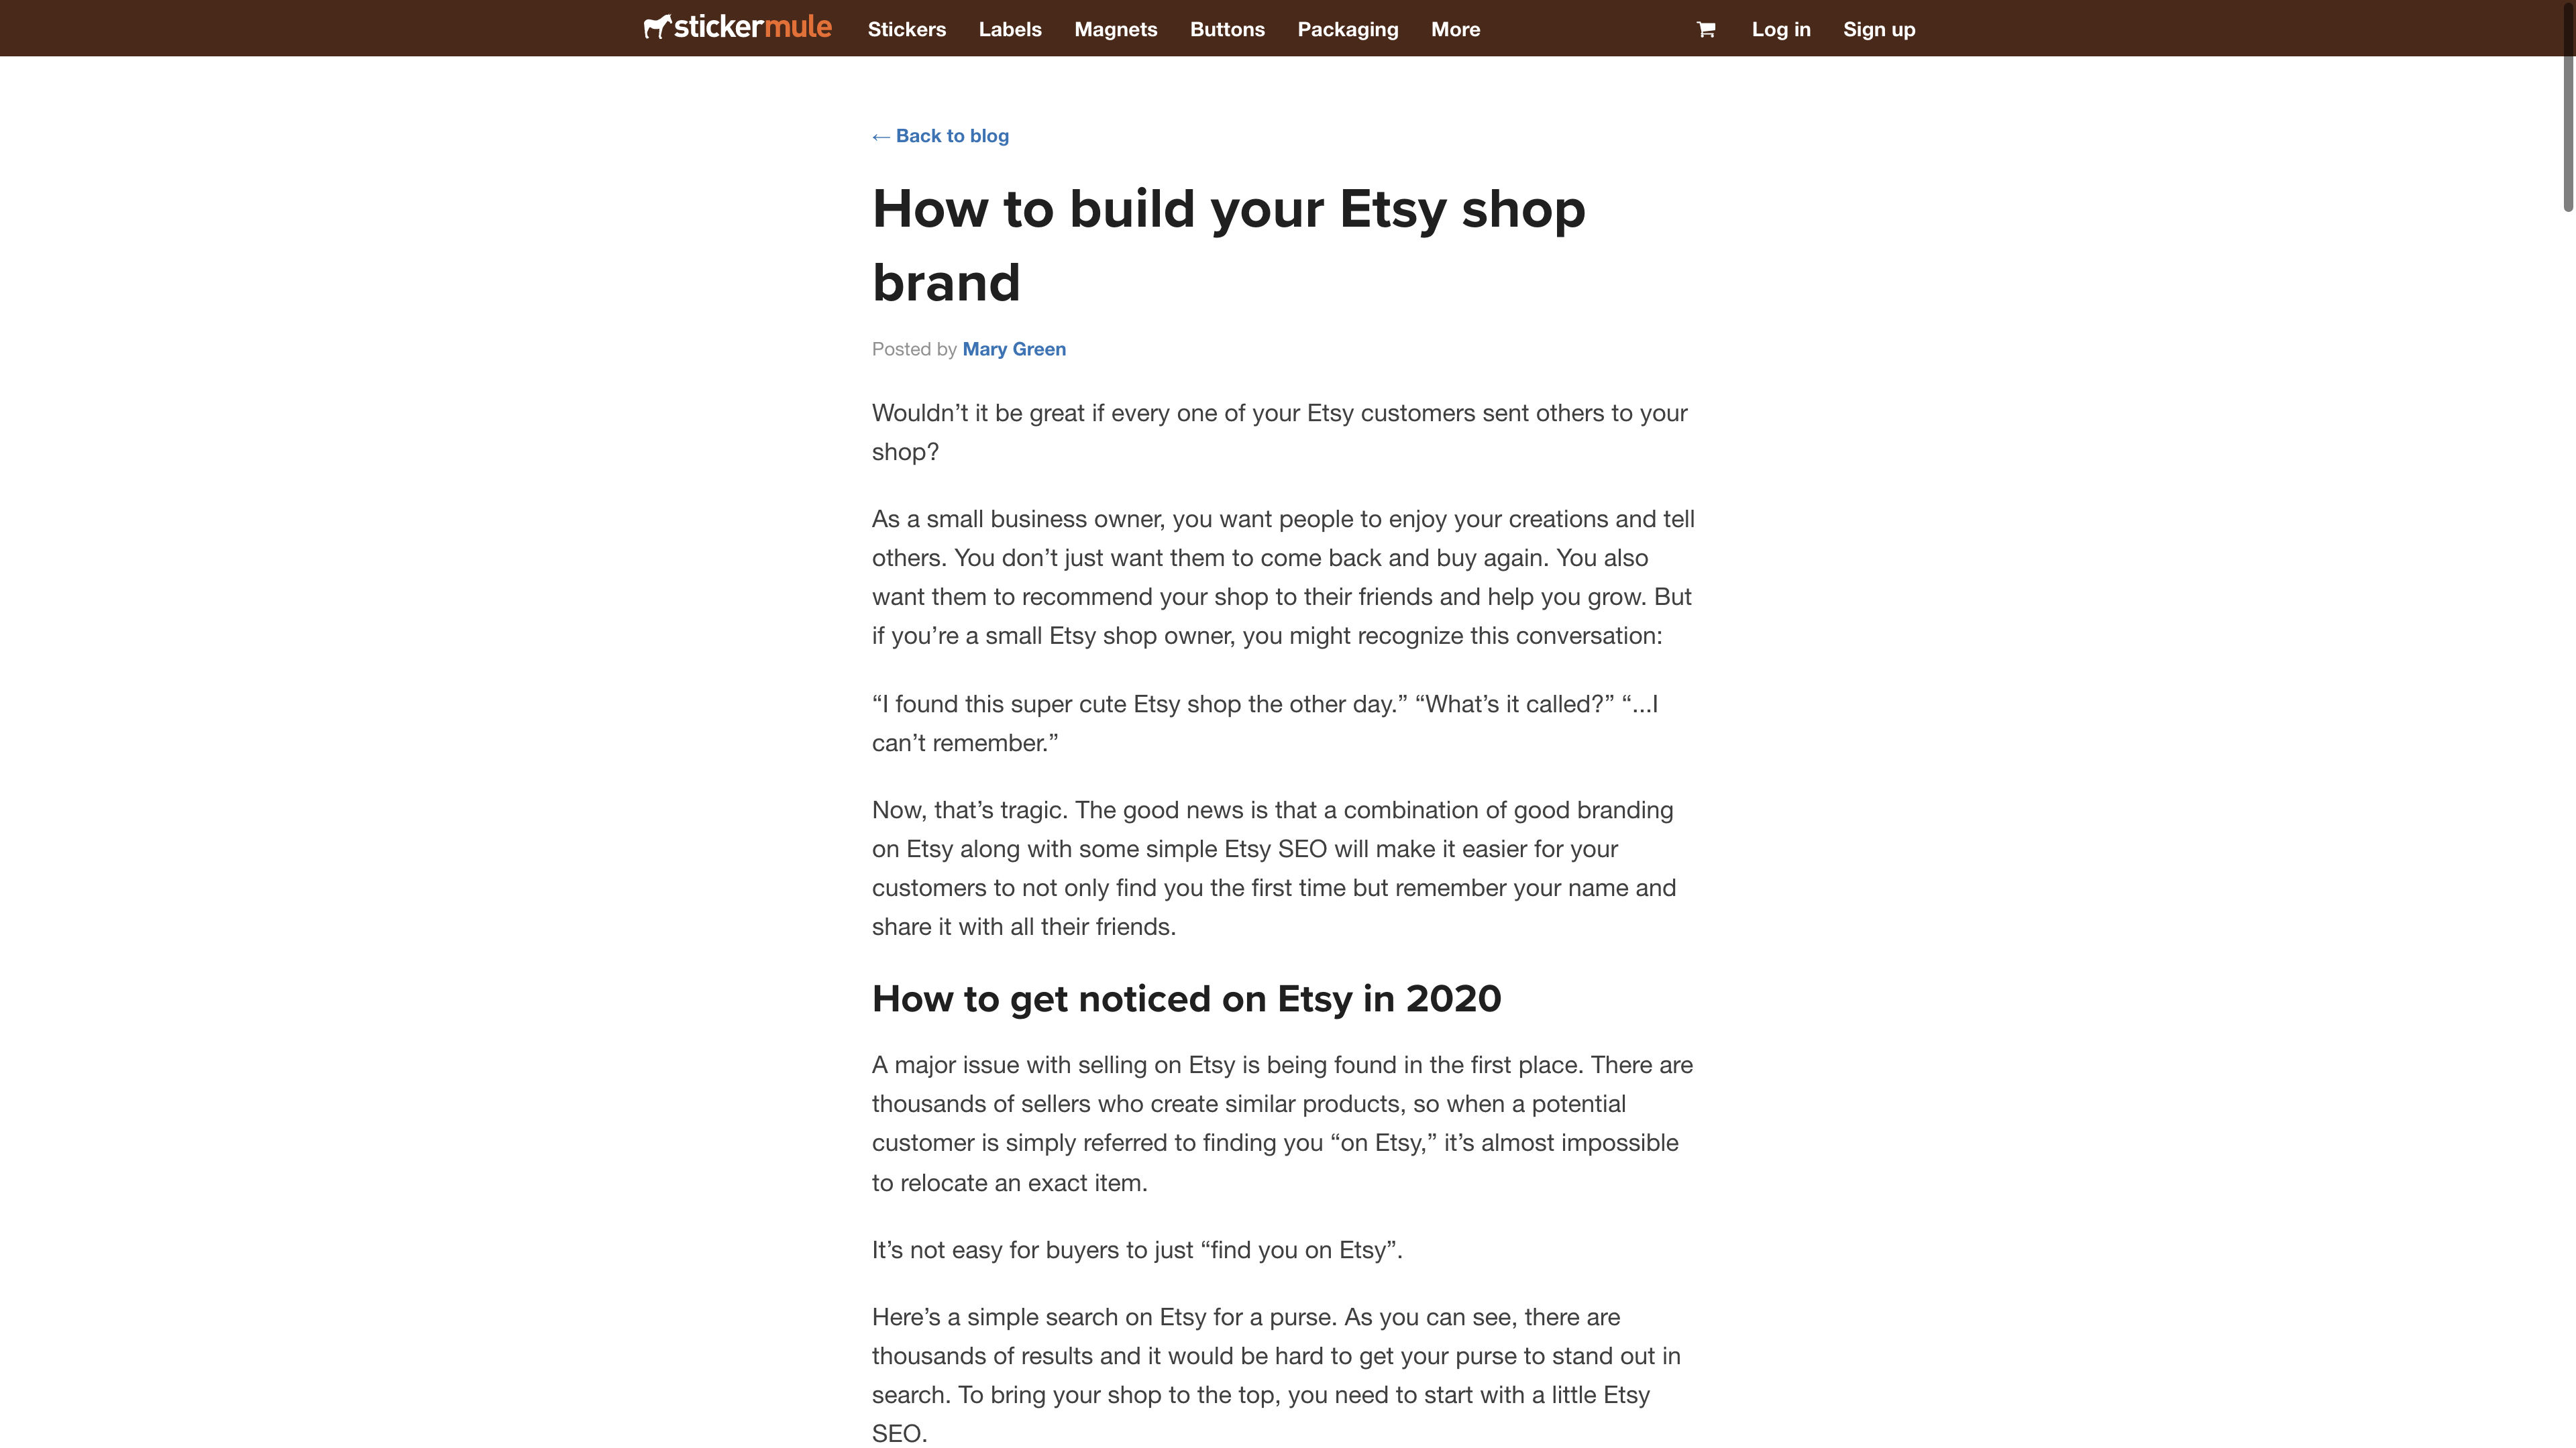 stickermule Stickers Labels Magnets Buttons Packaging More Log in Sign up
← Back to blog
How to build your Etsy shop
brand
Posted by Mary Green
Wouldn’t it be great if every one of your Etsy customers sent others to your
shop?
As a small business owner, you want people to enjoy your creations and tell
others. You don’t just want them to come back and buy again. You also
want them to recommend your shop to their friends and help you grow. But
if you’re a small Etsy shop owner, you might recognize this conversation:
“I found this super cute Etsy shop the other day.” “What’s it called?” “...I
can’t remember.”
Now, that’s tragic. The good news is that a combination of good branding
on Etsy along with some simple Etsy SEO will make it easier for your
customers to not only find you the first time but remember your name and
share it with all their friends.
How to get noticed on Etsy in 2020
A major issue with selling on Etsy is being found in the first place. There are
thousands of sellers who create similar products, so when a potential
customer is simply referred to finding you “on Etsy,” it’s almost impossible
to relocate an exact item.
It’s not easy for buyers to just “find you on Etsy”.
Here’s a simple search on Etsy for a purse. As you can see, there are
thousands of results and it would be hard to get your purse to stand out in
search. To bring your shop to the top, you need to start with a little Etsy
SEO.